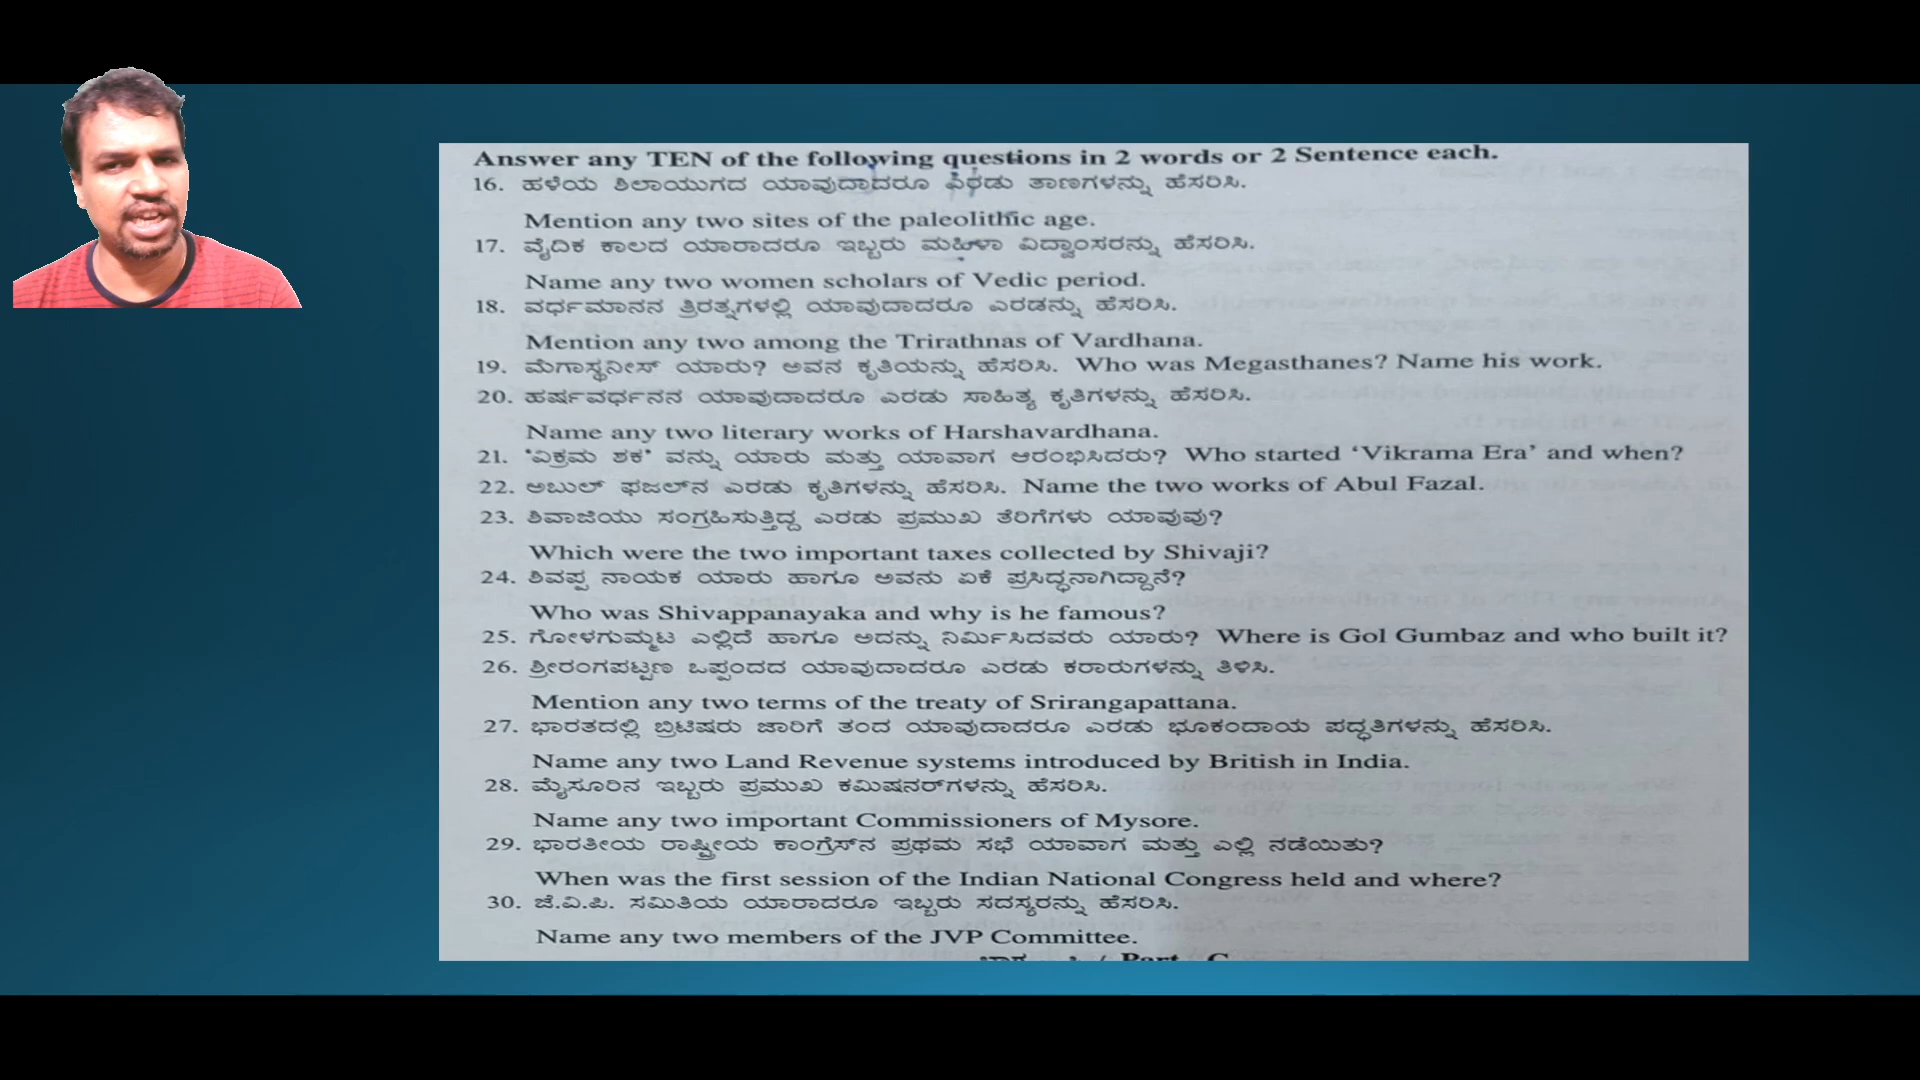 Answer any TEN of the following questions in 2 words or 2 Sentence each.
16. ಹಳೆಯ ಶಿಲಾಯುಗದ ಯಾವುದಾದರೂ ಎರಡು ತಾಣಗಳನ್ನು ಹೆಸರಿಸಿ.
Mention any two sites of the paleolithic age.
17. ವೈದಿಕ ಕಾಲದ ಯಾರಾದರೂ ಇಬ್ಬರು ಮಹಿಳಾ ವಿದ್ವಾಂಸರನ್ನು ಹೆಸರಿಸಿ.
Name any two women scholars of Vedic period.
18. ವರ್ಧಮಾನನ ತ್ರಿರತ್ನಗಳಲ್ಲಿ ಯಾವುದಾದರೂ ಎರಡನ್ನು ಹೆಸರಿಸಿ.
Mention any two among the Trirathnas of Vardhana.
19. ಮೆಗಾಸ್ಥನೀಸ್ ಯಾರು? ಅವನ ಕೃತಿಯನ್ನು ಹೆಸರಿಸಿ. Who was Megasthanes? Name his work.
20. ಹರ್ಷವರ್ಧನನ ಯಾವುದಾದರೂ ಎರಡು ಸಾಹಿತ್ಯ ಕೃತಿಗಳನ್ನು ಹೆಸರಿಸಿ.
Name any two literary works of Harshavardhana.
21. 'ವಿಕ್ರಮ ಶಕ' ವನ್ನು ಯಾರು ಮತ್ತು ಯಾವಾಗ ಆರಂಭಿಸಿದರು? Who started ‘Vikrama Era’ and when?
22. ಅಬುಲ್ ಫಜಲ್‌ನ ಎರಡು ಕೃತಿಗಳನ್ನು ಹೆಸರಿಸಿ. Name the two works of Abul Fazal.
23. ಶಿವಾಜಿಯು ಸಂಗ್ರಹಿಸುತ್ತಿದ್ದ ಎರಡು ಪ್ರಮುಖ ತೆರಿಗೆಗಳು ಯಾವುವು?
Which were the two important taxes collected by Shivaji?
24. ಶಿವಪ್ಪ ನಾಯಕ ಯಾರು ಹಾಗೂ ಅವನು ಏಕೆ ಪ್ರಸಿದ್ಧನಾಗಿದ್ದಾನೆ?
Who was Shivappanayaka and why is he famous?
25. ಗೋಳಗುಮ್ಮಟ ಎಲ್ಲಿದೆ ಹಾಗೂ ಅದನ್ನು ನಿರ್ಮಿಸಿದವರು ಯಾರು? Where is Gol Gumbaz and who built it?
26. ಶ್ರೀರಂಗಪಟ್ಟಣ ಒಪ್ಪಂದದ ಯಾವುದಾದರೂ ಎರಡು ಕರಾರುಗಳನ್ನು ತಿಳಿಸಿ.
Mention any two terms of the treaty of Srirangapattana.
27. ಭಾರತದಲ್ಲಿ ಬ್ರಿಟಿಷರು ಜಾರಿಗೆ ತಂದ ಯಾವುದಾದರೂ ಎರಡು ಭೂಕಂದಾಯ ಪದ್ಧತಿಗಳನ್ನು ಹೆಸರಿಸಿ.
Name any two Land Revenue systems introduced by British in India.
28. ಮೈಸೂರಿನ ಇಬ್ಬರು ಪ್ರಮುಖ ಕಮಿಷನರ್‌ಗಳನ್ನು ಹೆಸರಿಸಿ.
Name any two important Commissioners of Mysore.
29. ಭಾರತೀಯ ರಾಷ್ಟ್ರೀಯ ಕಾಂಗ್ರೆಸ್‌ನ ಪ್ರಥಮ ಸಭೆ ಯಾವಾಗ ಮತ್ತು ಎಲ್ಲಿ ನಡೆಯಿತು?
When was the first session of the Indian National Congress held and where?
30. ಜೆ.ವಿ.ಪಿ. ಸಮಿತಿಯ ಯಾರಾದರೂ ಇಬ್ಬರು ಸದಸ್ಯರನ್ನು ಹೆಸರಿಸಿ.
Name any two members of the JVP Committee.